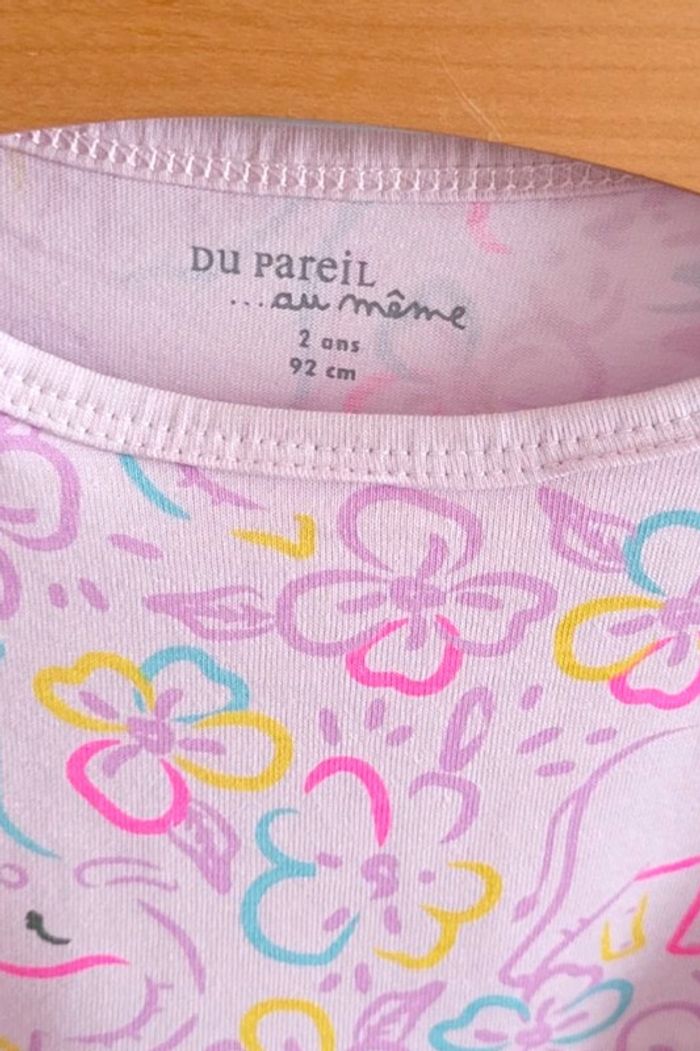 Du Pareil
...au même
2 ans
92 cm